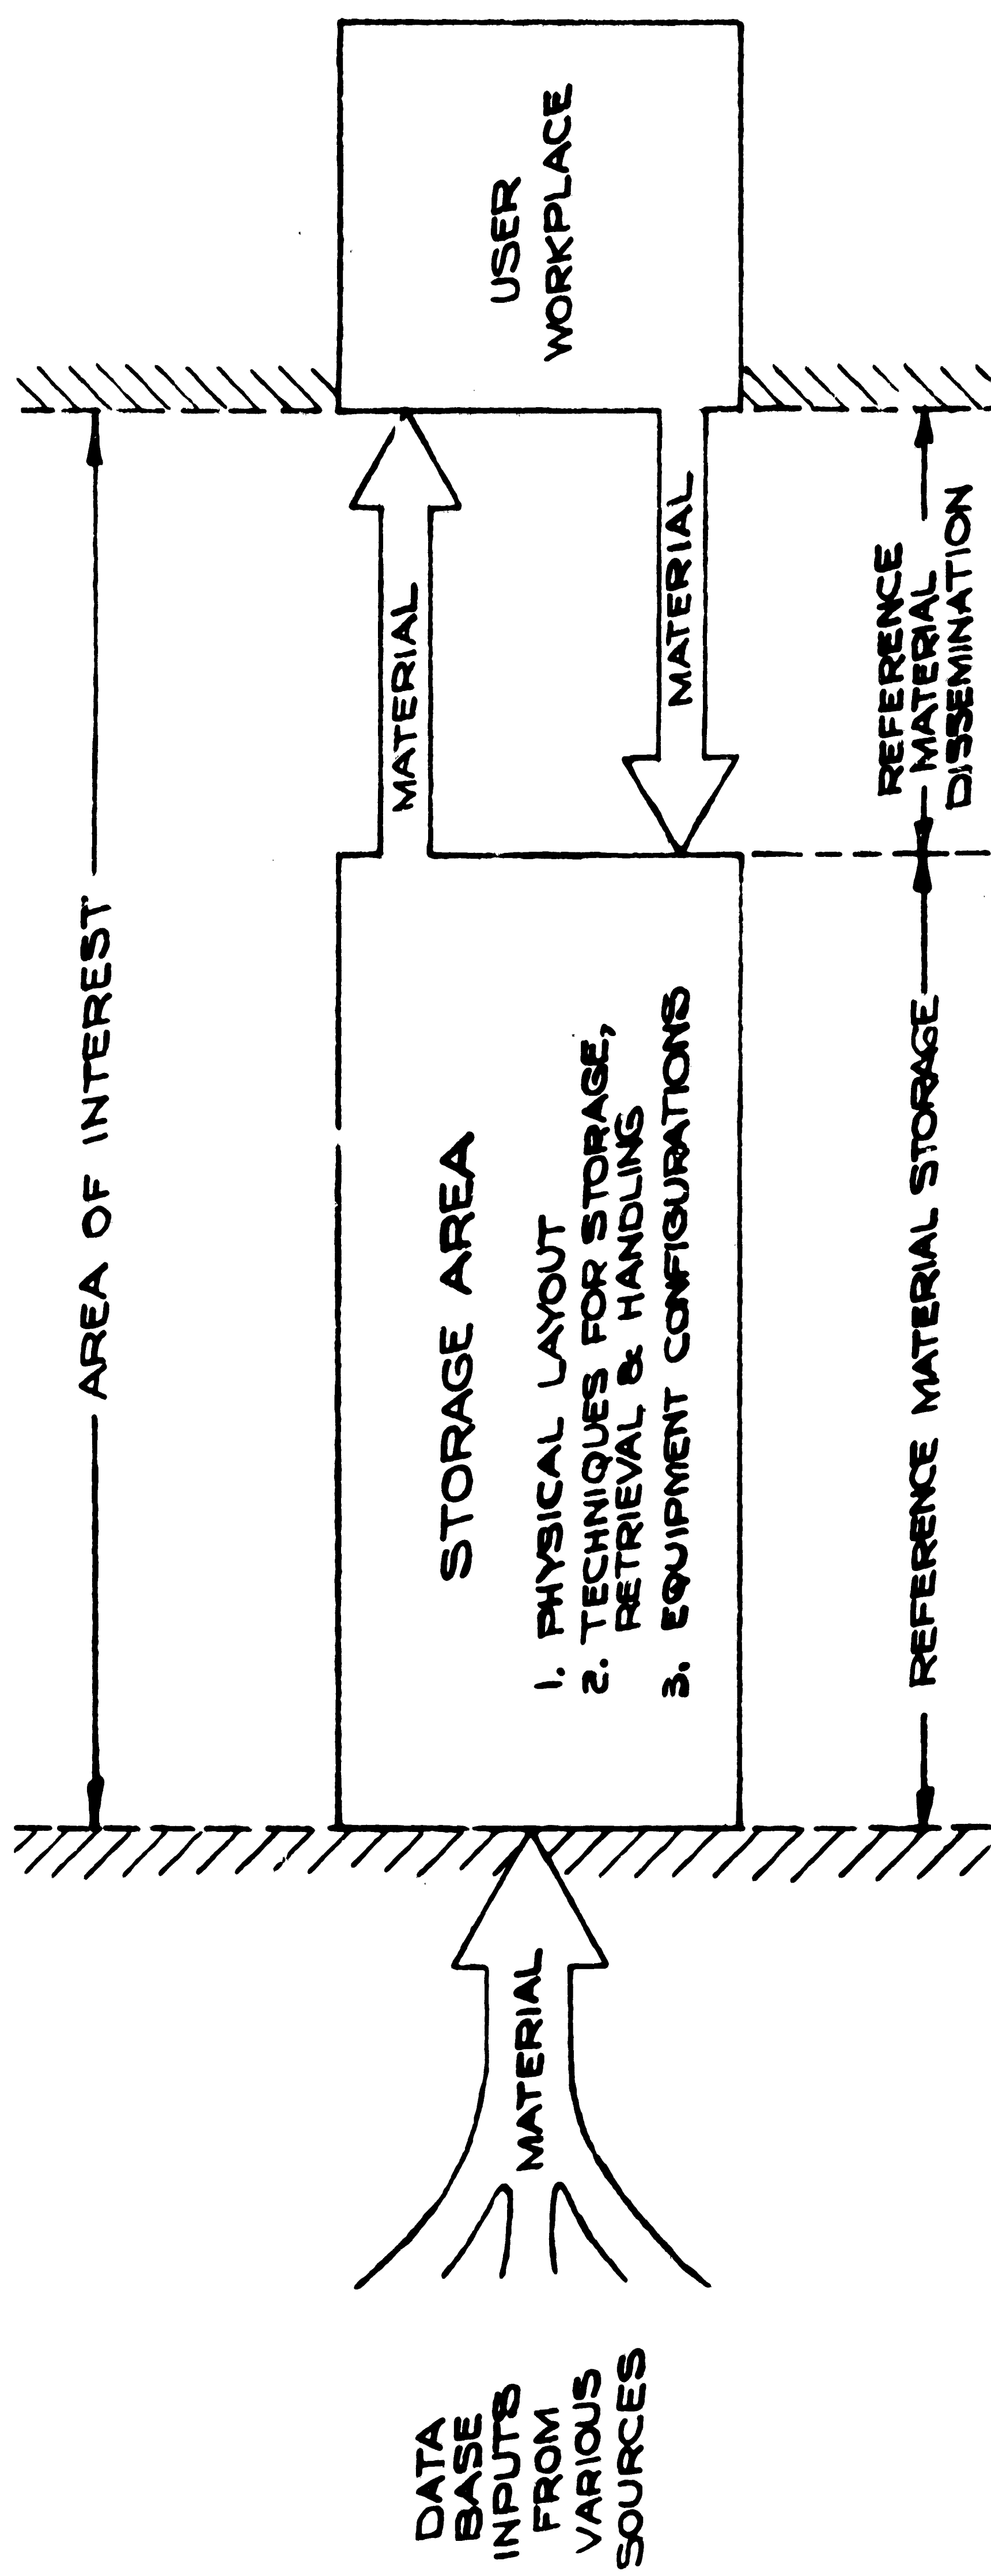 AREA OF INTEREST
DATA
BASE
INPUTS
FROM
VARIOUS
SOURCES
MATERIAL
STORAGE AREA
1. PHYSICAL LAYOUT
2. TECHNIQUES FOR STORAGE,
RETRIEVAL & HANDLING
3. EQUIPMENT CONFIGURATIONS
MATERIAL
MATERIAL
USER
WORKPLACE
REFERENCE MATERIAL STORAGE
REFERENCE
MATERIAL
DISSEMINATION